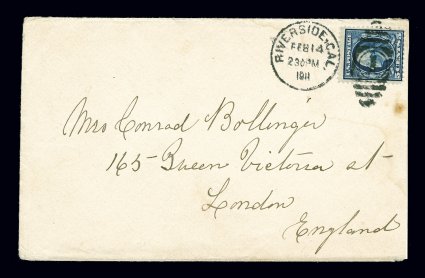 RIVERSIDE, CAL.
FEB 14
230 PM
1911
Mrs Conrad Bollinger
165 Queen Victoria st
London
England